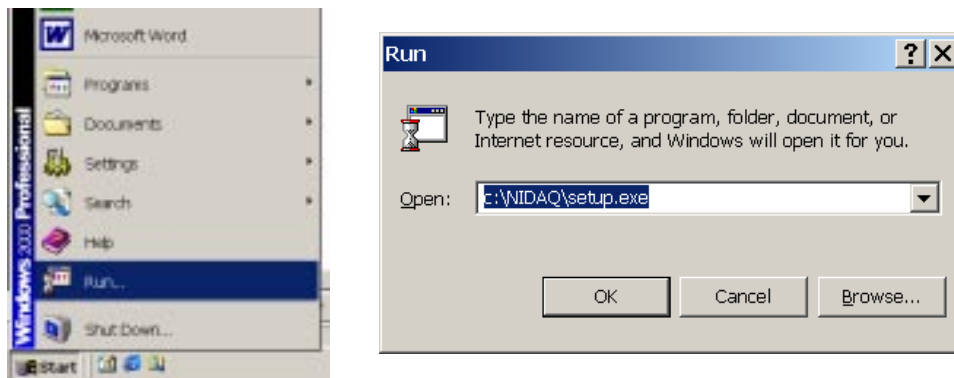 Microsoft Word
Programs
Documents
Settings
Search
Help
Run...
Shut Down...
Windows 2000 Professional
Start
Run
Type the name of a program, folder, document, or
Internet resource, and Windows will open it for you.
Open: c:\NIDAQ\setup.exe
OK Cancel Browse...